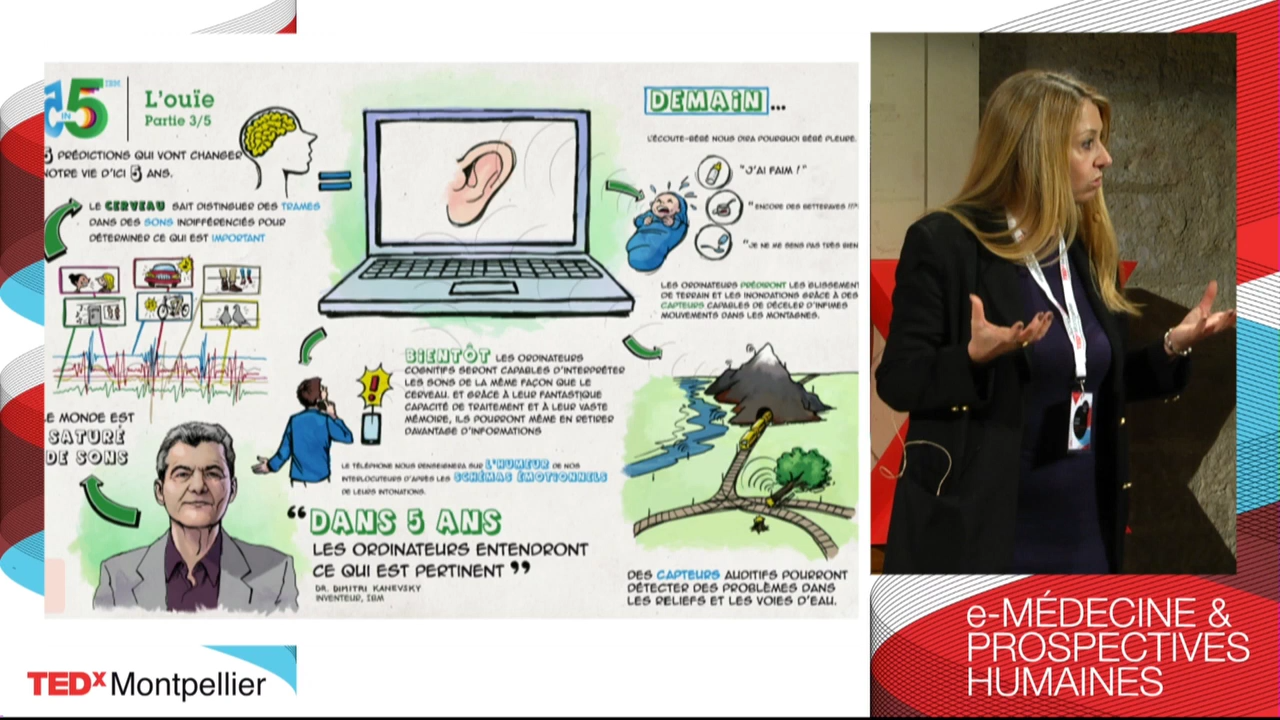 5 IN 5
IBM
L'ouïe
Partie 3/5
5 PRÉDICTIONS QUI VONT CHANGER
NOTRE VIE D'ICI 5 ANS.
LE CERVEAU SAIT DISTINGUER DES TRAMES
DANS DES SONS INDIFFÉRENCIÉS POUR
DÉTERMINER CE QUI EST IMPORTANT
LE MONDE EST
SATURÉ
DE SONS
BIENTÔT LES ORDINATEURS
COGNITIFS SERONT CAPABLES D'INTERPRÉTER
LES SONS DE LA MÊME FAÇON QUE LE
CERVEAU. ET GRÂCE À LEUR FANTASTIQUE
CAPACITÉ DE TRAITEMENT ET À LEUR VASTE
MÉMOIRE, ILS POURRONT MÊME EN RETIRER
DAVANTAGE D'INFORMATIONS
LE TÉLÉPHONE NOUS RENSEIGNERA SUR L'HUMEUR DE NOS
INTERLOCUTEURS D'APRÈS LES SCHÉMAS ÉMOTIONNELS
DE LEURS INTONATIONS.
“DANS 5 ANS
LES ORDINATEURS ENTENDRONT
CE QUI EST PERTINENT”
DR. DIMITRI KANEVSKY
INVENTEUR, IBM
DEMAIN...
L'ÉCOUTE-BÉBÉ NOUS DIRA POURQUOI BÉBÉ PLEURE.
"J'AI FAIM !"
"ENCORE DES BETTERAVES !!?"
"JE NE ME SENS PAS TRÈS BIEN
LES ORDINATEURS PRÉDIRONT LES GLISSEMENT
DE TERRAIN ET LES INONDATIONS GRÂCE À DES
CAPTEURS CAPABLES DE DÉCELER D'INFIMES
MOUVEMENTS DANS LES MONTAGNES.
DES CAPTEURS AUDITIFS POURRONT
DÉTECTER DES PROBLÈMES DANS
LES RELIEFS ET LES VOIES D'EAU.
TEDx Montpellier
e-MÉDECINE &
PROSPECTIVES
HUMAINES